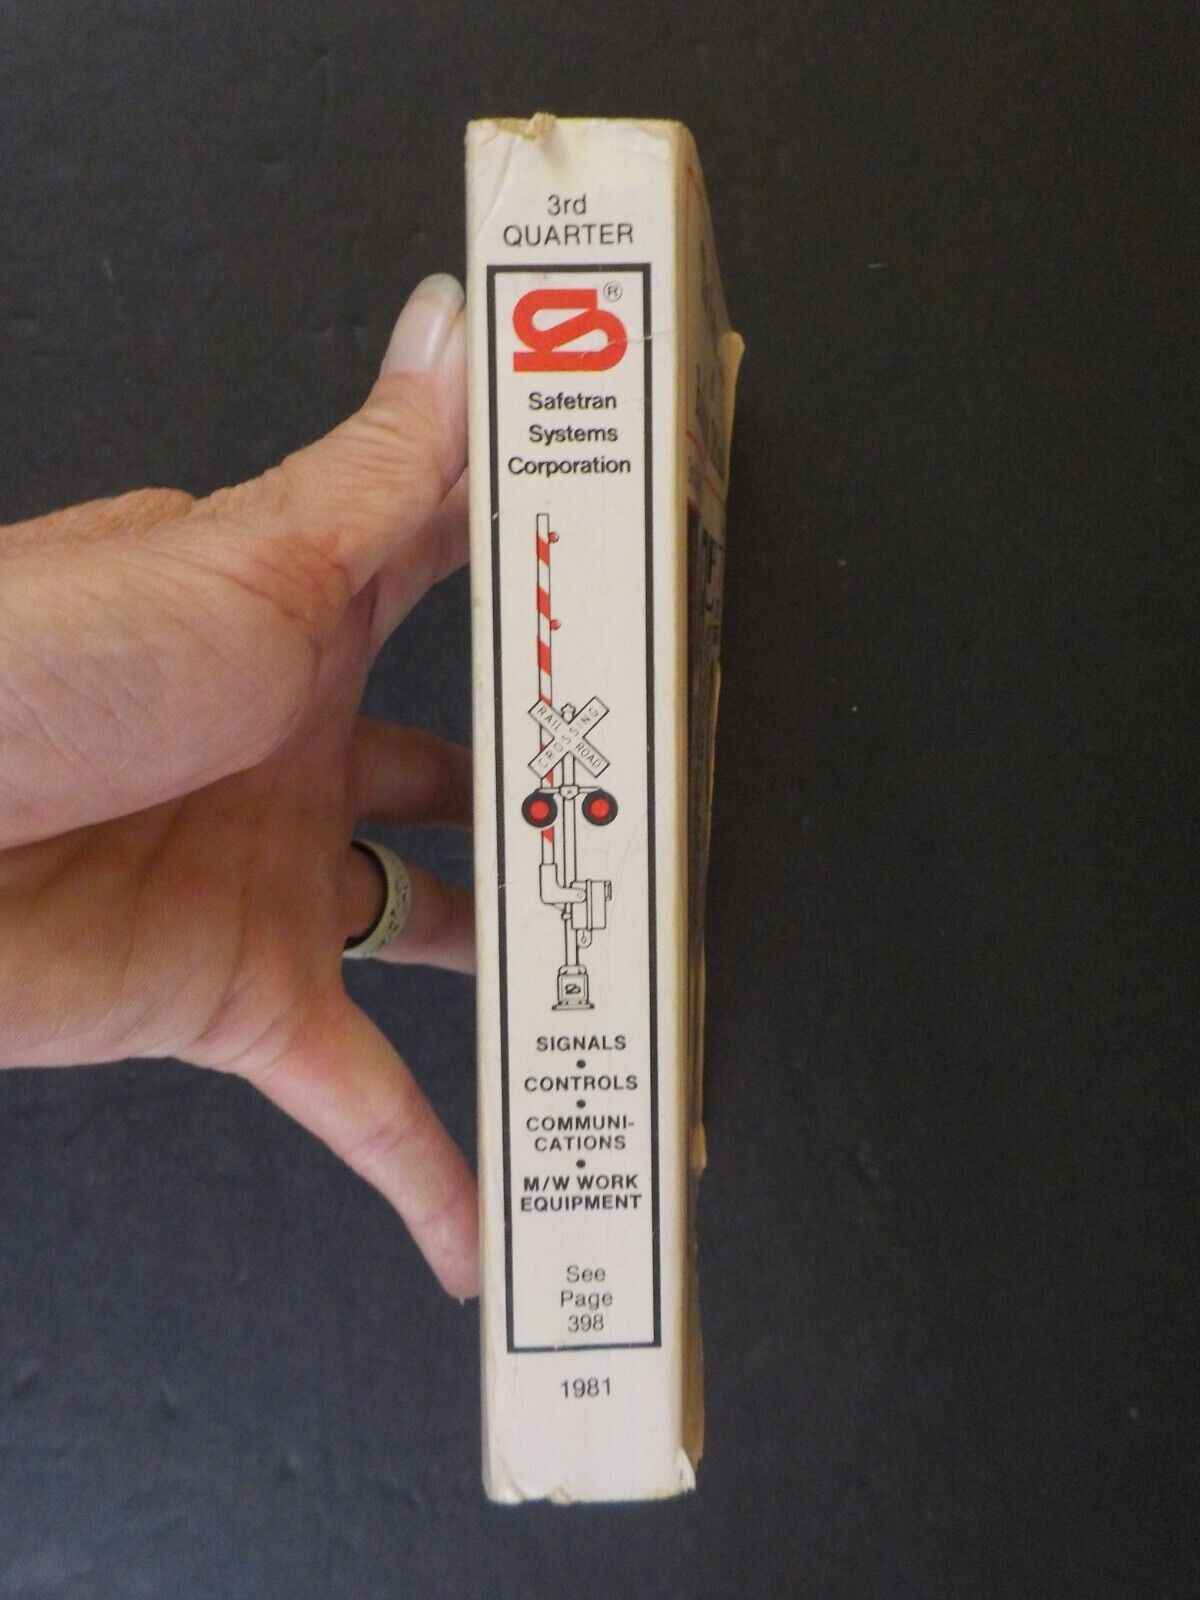 3rd
QUARTER
®
Safetran
Systems
Corporation
RAIL ROAD
CROSSING
SIGNALS
•
CONTROLS
•
COMMUNI-
CATIONS
•
M/W WORK
EQUIPMENT
See
Page
398
1981